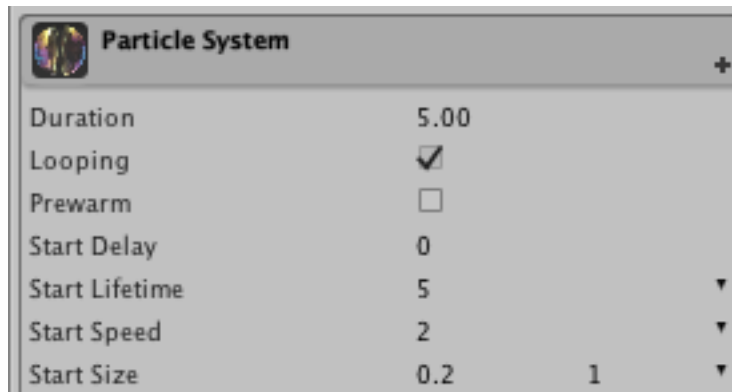 Particle System
Duration 5.00
Looping
Prewarm
Start Delay 0
Start Lifetime 5
Start Speed 2
Start Size 0.2 1